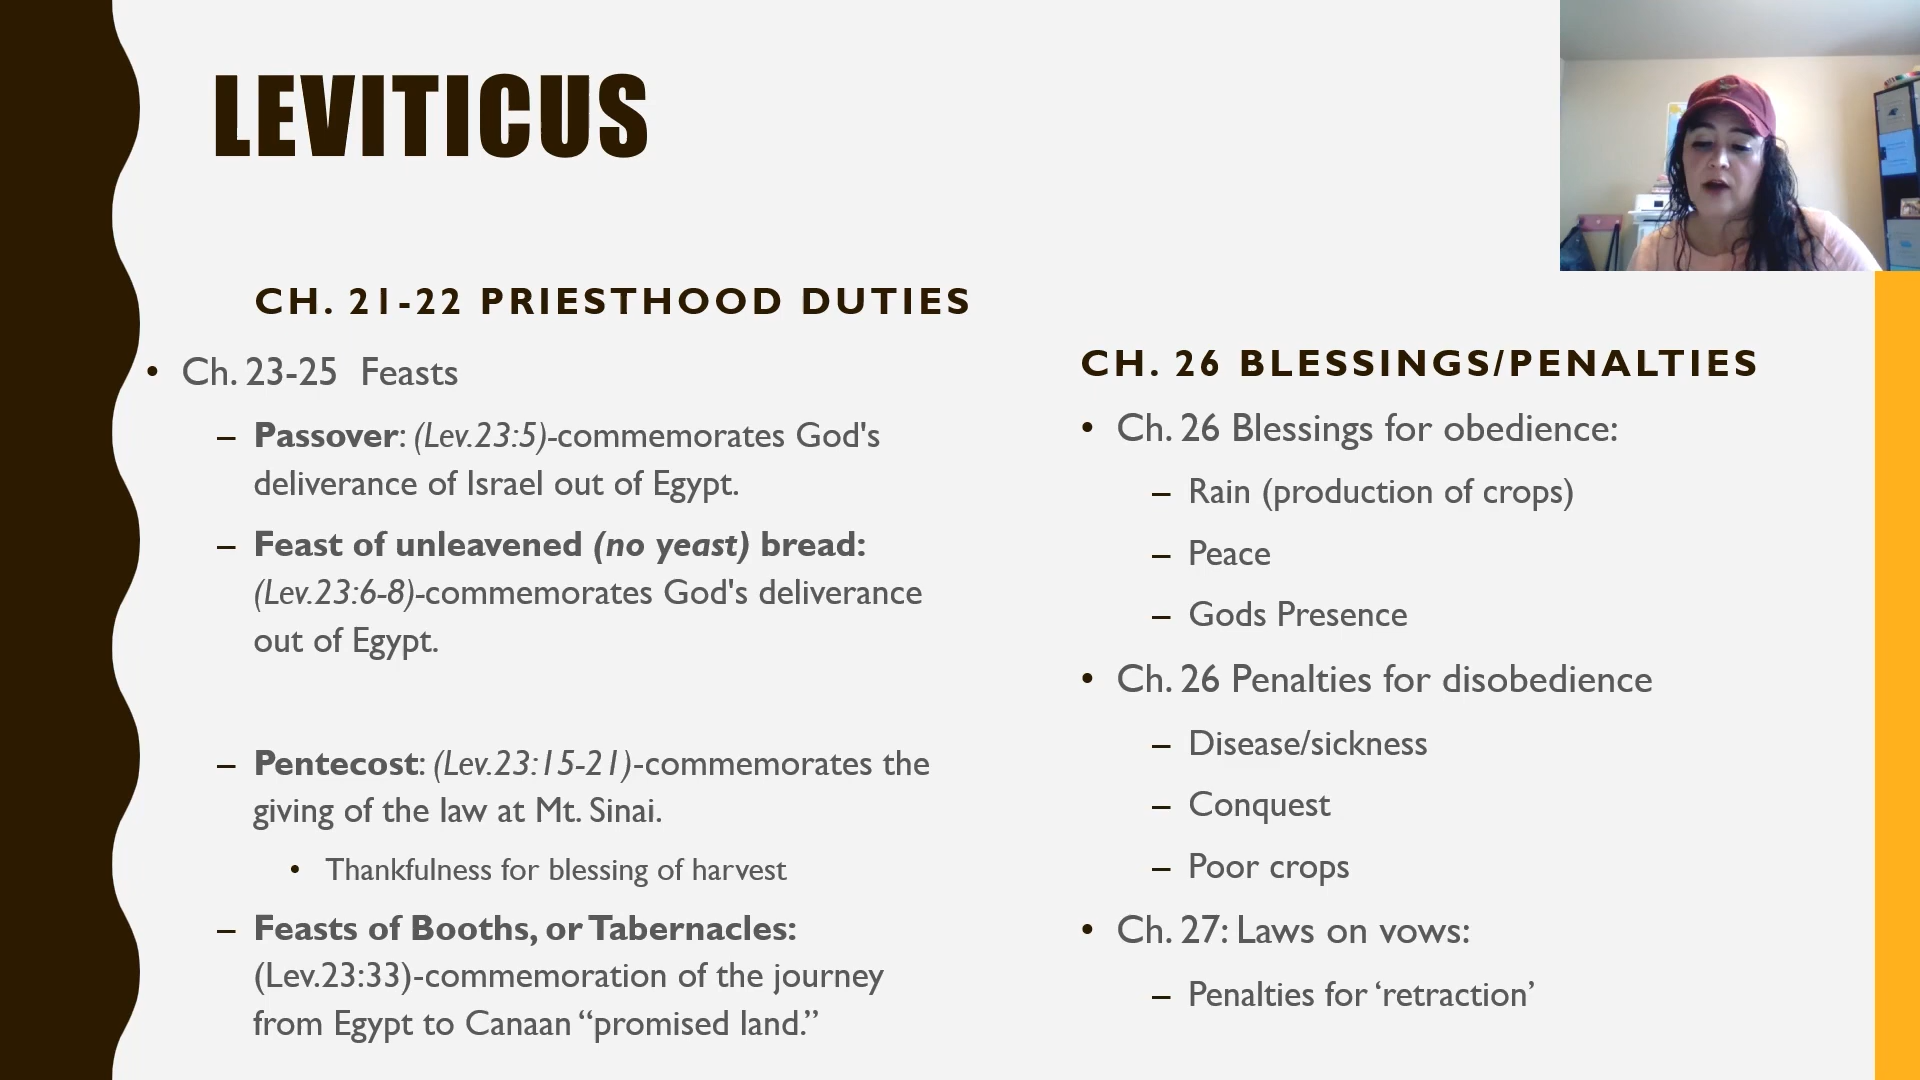 LEVITICUS
CH. 21-22 PRIESTHOOD DUTIES
• Ch. 23-25  Feasts
– Passover: (Lev.23:5)-commemorates God's
deliverance of Israel out of Egypt.
– Feast of unleavened (no yeast) bread:
(Lev.23:6-8)-commemorates God's deliverance
out of Egypt.
– Pentecost: (Lev.23:15-21)-commemorates the
giving of the law at Mt. Sinai.
• Thankfulness for blessing of harvest
– Feasts of Booths, or Tabernacles:
(Lev.23:33)-commemoration of the journey
from Egypt to Canaan “promised land.”
CH. 26 BLESSINGS/PENALTIES
• Ch. 26 Blessings for obedience:
– Rain (production of crops)
– Peace
– Gods Presence
• Ch. 26 Penalties for disobedience
– Disease/sickness
– Conquest
– Poor crops
• Ch. 27: Laws on vows:
– Penalties for ‘retraction’